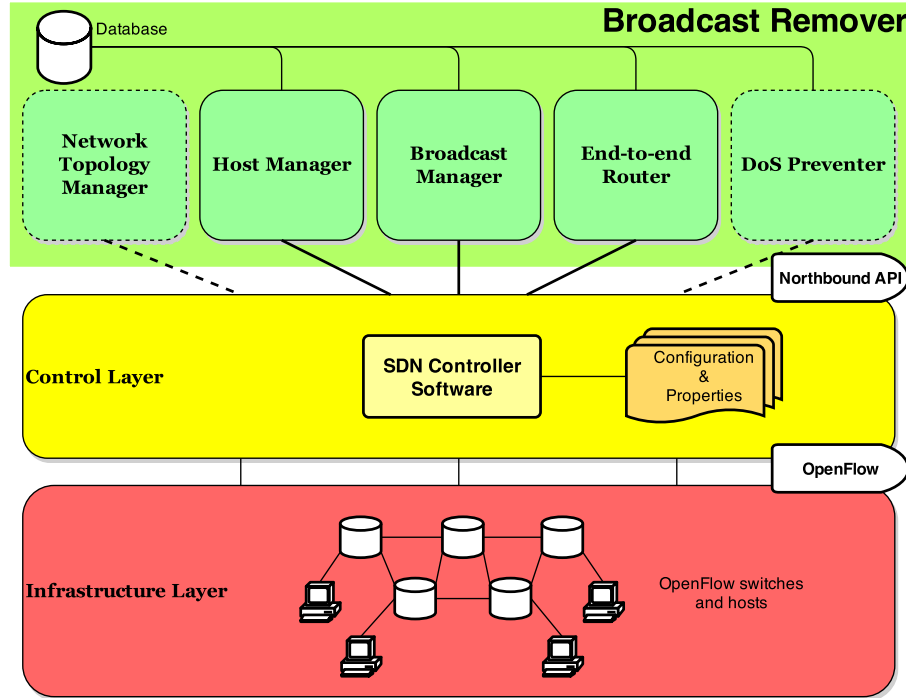 Broadcast Remover
Database
Network
Topology
Manager
Host Manager
Broadcast
Manager
End-to-end
Router
DoS Preventer
Northbound API
Control Layer
SDN Controller
Software
Configuration
&
Properties
OpenFlow
Infrastructure Layer
OpenFlow switches
and hosts